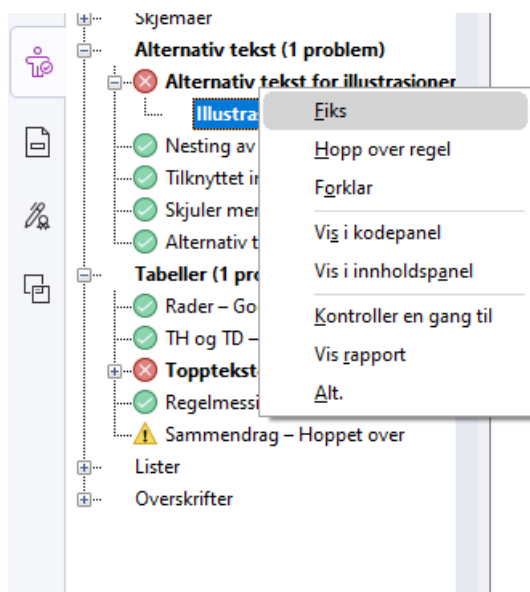 Skjemaer
Alternativ tekst (1 problem)
Alternativ tekst for illustrasjoner
Illustra
Fiks
Nesting av
Hopp over regel
Tilknyttet i
Forklar
Skjuler mer
Vis i kodepanel
Alternativ t
Vis i innholdspanel
Tabeller (1 pro
Rader – Go
Kontroller en gang til
TH og TD –
Vis rapport
Topptekst
Alt.
Regelmessi
Sammendrag – Hoppet over
Lister
Overskrifter